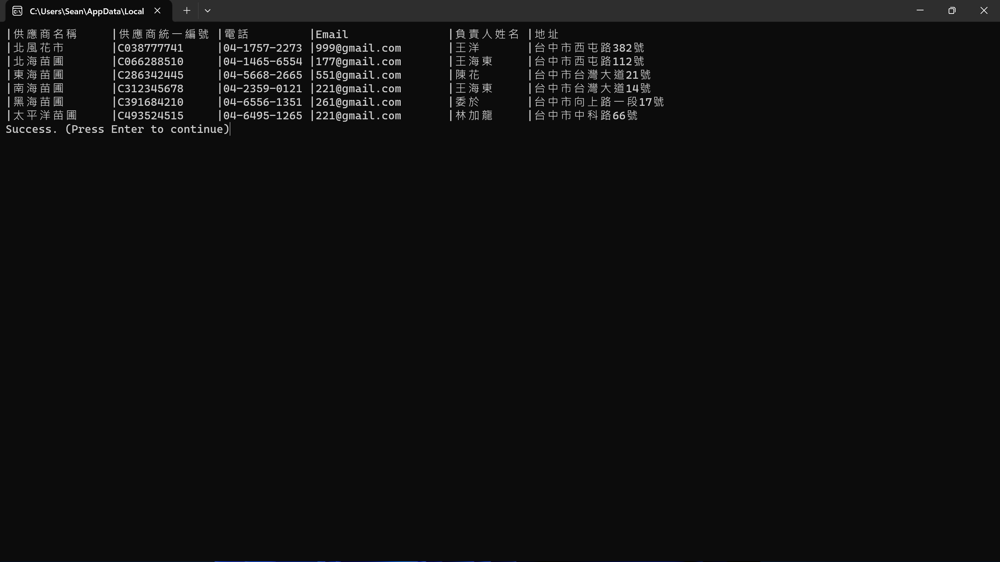 C:\Users\Sean\AppData\Local
|供應商名稱 |供應商統一編號 |電話 |Email |負責人姓名 |地址
|北風花市 |C038777741 |04-1757-2273 |999@gmail.com |王洋 |台中市西屯路382號
|北海苗圃 |C066288510 |04-1465-6554 |177@gmail.com |王海東 |台中市西屯路112號
|東海苗圃 |C286342445 |04-5668-2665 |551@gmail.com |陳花 |台中市台灣大道21號
|南海苗圃 |C312345678 |04-2359-0121 |221@gmail.com |王海東 |台中市台灣大道14號
|黑海苗圃 |C391684210 |04-6556-1351 |261@gmail.com |委於 |台中市向上路一段17號
|太平洋苗圃 |C493524515 |04-6495-1265 |221@gmail.com |林加龍 |台中市中科路66號
Success. (Press Enter to continue)